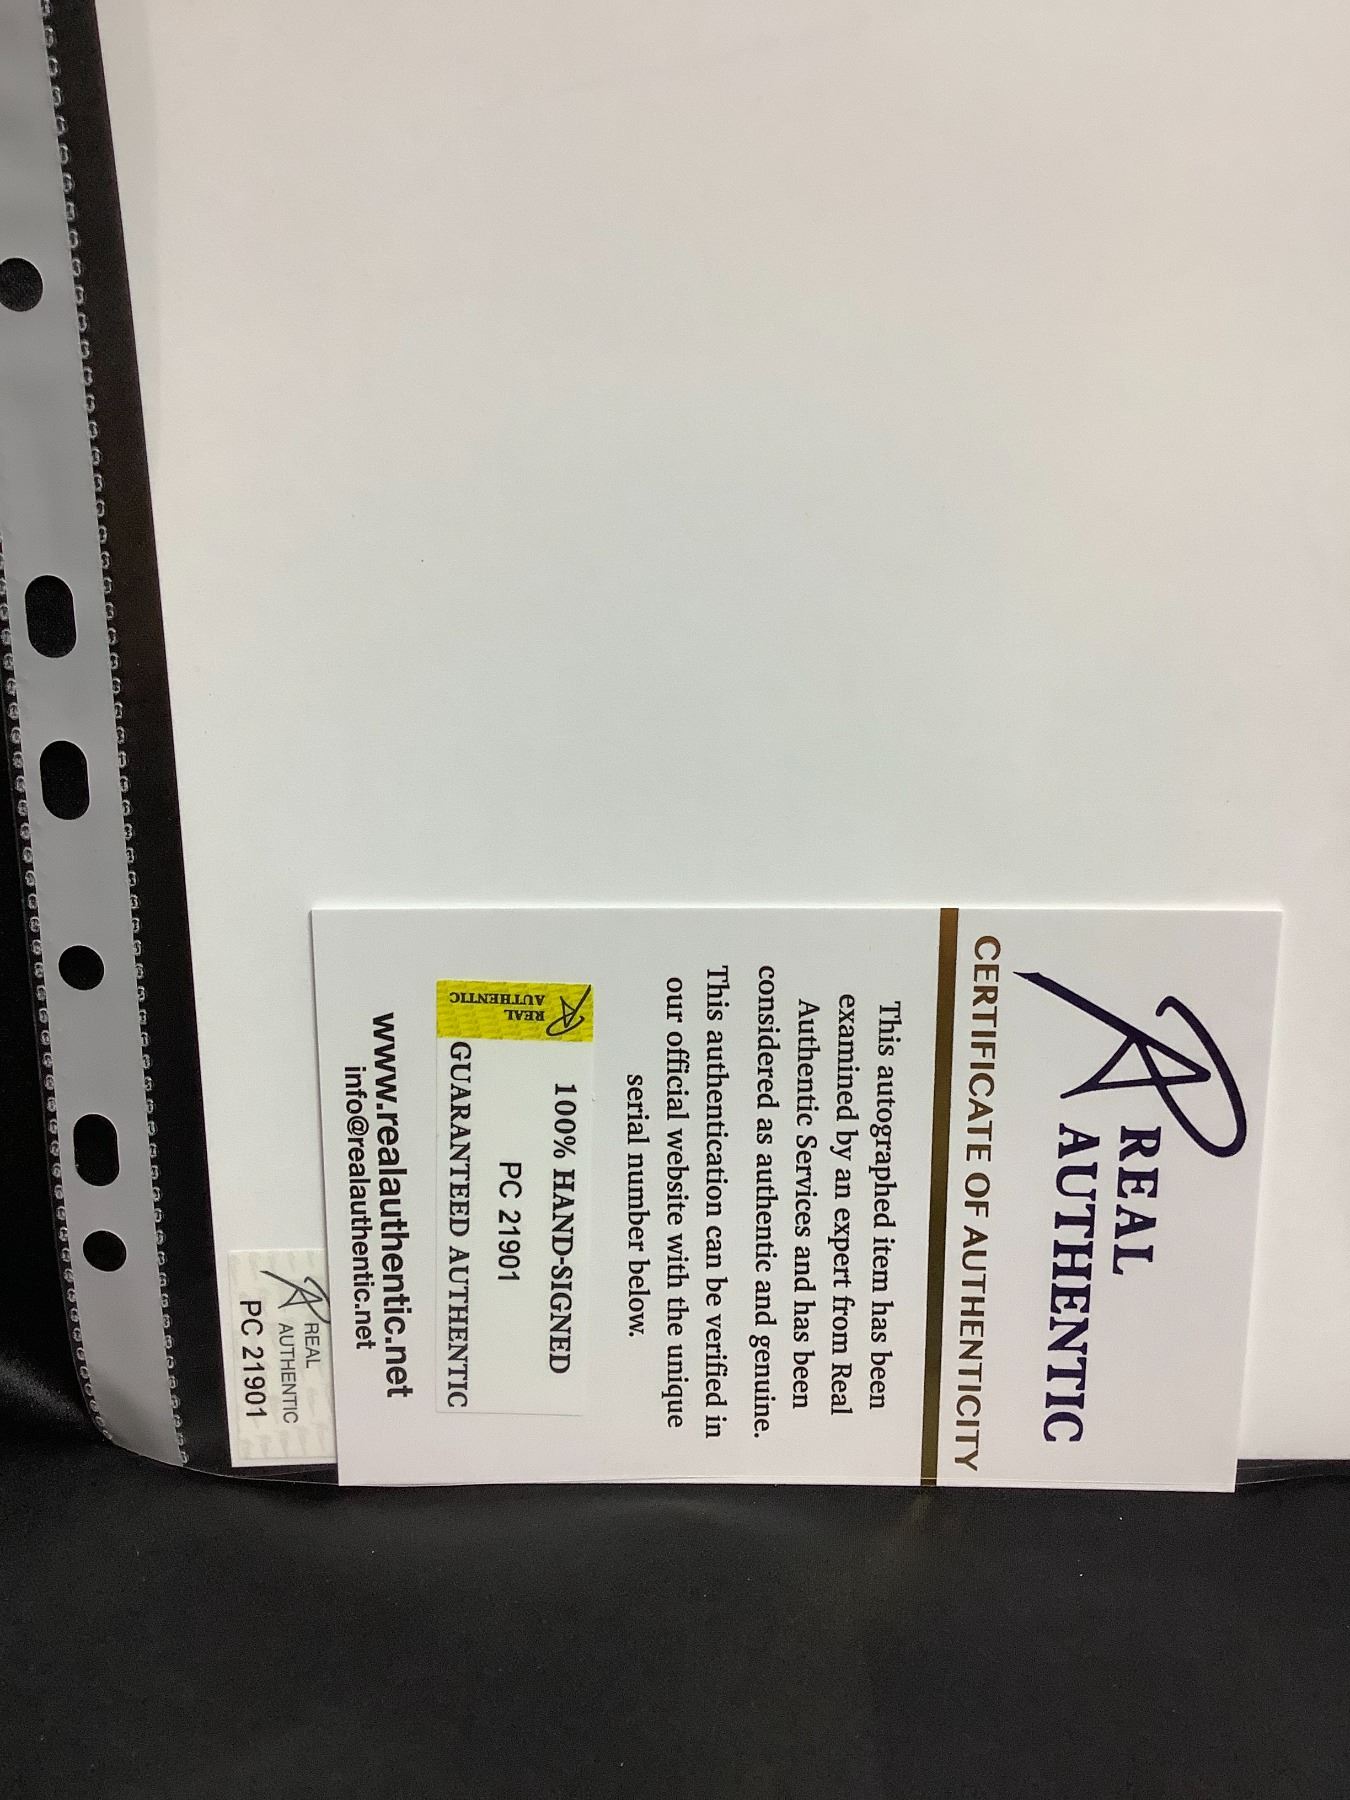 REAL
AUTHENTIC
CERTIFICATE OF AUTHENTICITY
This autographed item has been
examined by an expert from Real
Authentic Services and has been
considered as authentic and genuine.
This authentication can be verified in
our official website with the unique
serial number below.
REAL
AUTHENTIC
100% HAND-SIGNED
PC 21901
GUARANTEED AUTHENTIC
www.realauthentic.net
info@realauthentic.net
REAL
AUTHENTIC
PC 21901